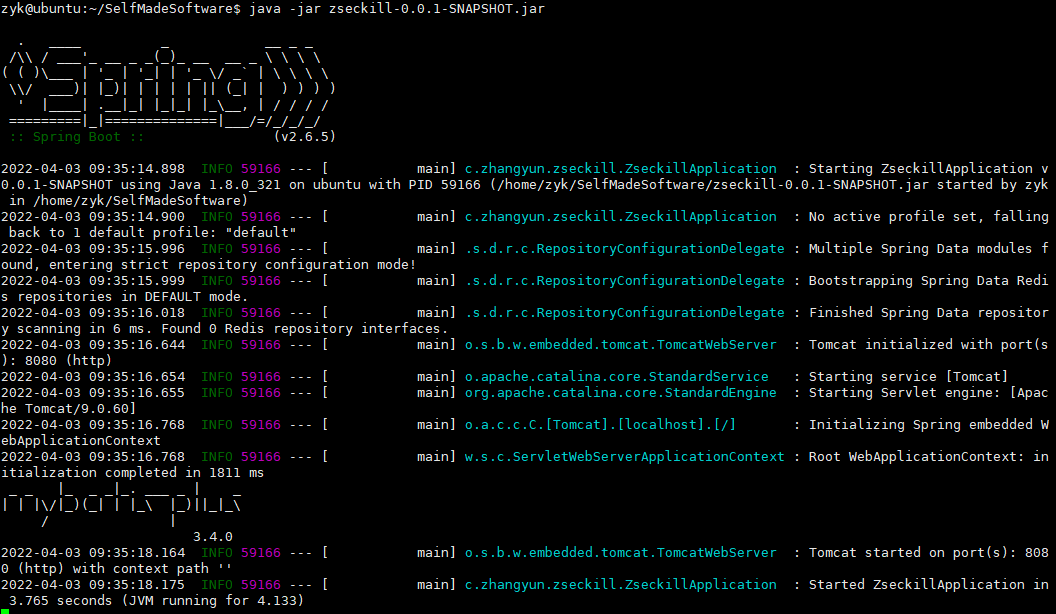 zyk@ubuntu:~/SelfMadeSoftware$ java -jar zseckill-0.0.1-SNAPSHOT.jar

  .   ____          _            __ _ _
 /\\ / ___'_ __ _ _(_)_ __  __ _ \ \ \ \
( ( )\___ | '_ | '_| | '_ \/ _` | \ \ \ \
 \\/  ___)| |_)| | | | | || (_| |  ) ) ) )
  '  |____| .__|_| |_|_| |_\__, | / / / /
 =========|_|==============|___/=/_/_/_/
 :: Spring Boot ::                (v2.6.5)

2022-04-03 09:35:14.898  INFO 59166 --- [           main] c.zhangyun.zseckill.ZseckillApplication  : Starting ZseckillApplication v
0.0.1-SNAPSHOT using Java 1.8.0_321 on ubuntu with PID 59166 (/home/zyk/SelfMadeSoftware/zseckill-0.0.1-SNAPSHOT.jar started by zyk
 in /home/zyk/SelfMadeSoftware)
2022-04-03 09:35:14.900  INFO 59166 --- [           main] c.zhangyun.zseckill.ZseckillApplication  : No active profile set, falling
 back to 1 default profile: "default"
2022-04-03 09:35:15.996  INFO 59166 --- [           main] .s.d.r.c.RepositoryConfigurationDelegate : Multiple Spring Data modules f
ound, entering strict repository configuration mode!
2022-04-03 09:35:15.999  INFO 59166 --- [           main] .s.d.r.c.RepositoryConfigurationDelegate : Bootstrapping Spring Data Redi
s repositories in DEFAULT mode.
2022-04-03 09:35:16.018  INFO 59166 --- [           main] .s.d.r.c.RepositoryConfigurationDelegate : Finished Spring Data repositor
y scanning in 6 ms. Found 0 Redis repository interfaces.
2022-04-03 09:35:16.644  INFO 59166 --- [           main] o.s.b.w.embedded.tomcat.TomcatWebServer  : Tomcat initialized with port(s
): 8080 (http)
2022-04-03 09:35:16.654  INFO 59166 --- [           main] o.apache.catalina.core.StandardService   : Starting service [Tomcat]
2022-04-03 09:35:16.655  INFO 59166 --- [           main] org.apache.catalina.core.StandardEngine  : Starting Servlet engine: [Apac
he Tomcat/9.0.60]
2022-04-03 09:35:16.768  INFO 59166 --- [           main] o.a.c.c.C.[Tomcat].[localhost].[/]       : Initializing Spring embedded W
ebApplicationContext
2022-04-03 09:35:16.768  INFO 59166 --- [           main] w.s.c.ServletWebServerApplicationContext : Root WebApplicationContext: in
itialization completed in 1811 ms
 _ _   |_  _ _|_. ___ _ |    _
| | |\/|_)(_| | |_\  |_)||_|_\
     /               |
                        3.4.0
2022-04-03 09:35:18.164  INFO 59166 --- [           main] o.s.b.w.embedded.tomcat.TomcatWebServer  : Tomcat started on port(s): 808
0 (http) with context path ''
2022-04-03 09:35:18.175  INFO 59166 --- [           main] c.zhangyun.zseckill.ZseckillApplication  : Started ZseckillApplication in
 3.765 seconds (JVM running for 4.133)